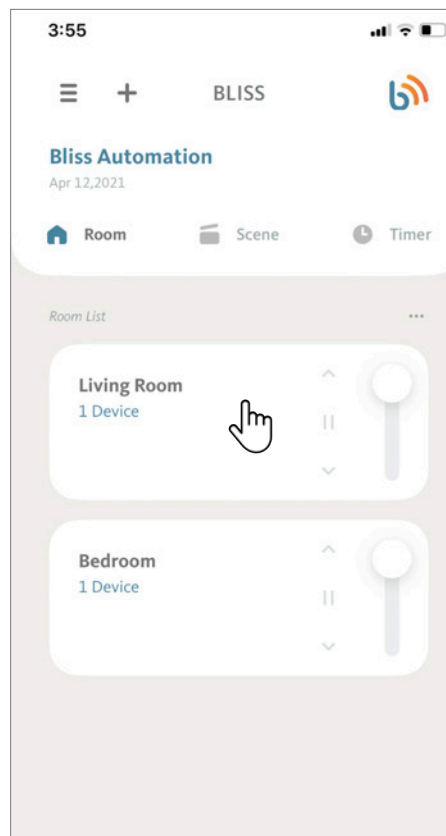 3:55
BLISS
Bliss Automation
Apr 12,2021
Room Scene Timer
Room List
Living Room
1 Device
Bedroom
1 Device